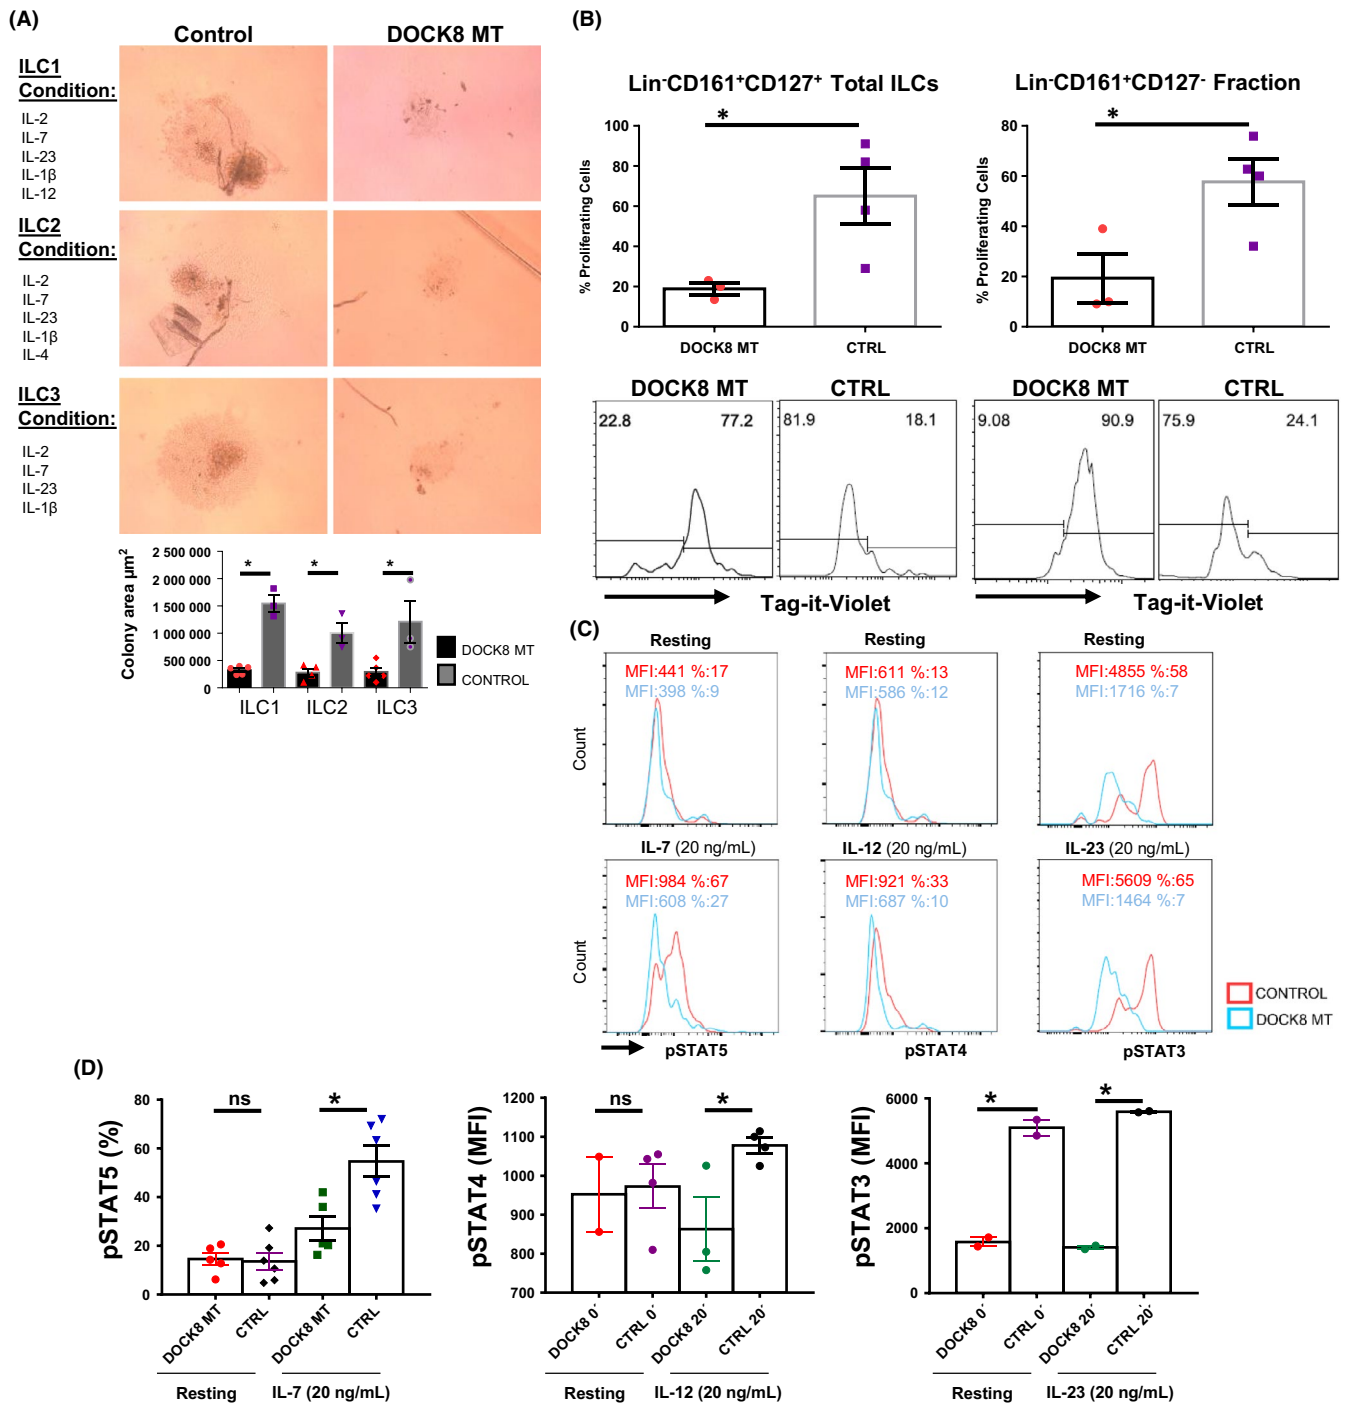 (A)
Control
DOCK8 MT
ILC1
Condition:
IL-2
IL-7
IL-23
IL-1β
IL-12
ILC2
Condition:
IL-2
IL-7
IL-23
IL-1β
IL-4
ILC3
Condition:
IL-2
IL-7
IL-23
IL-1β
Colony area µm²
2 500 000
2 000 000
1 500 000
1 000 000
500 000
0
* * *
ILC1 ILC2 ILC3
DOCK8 MT
CONTROL
(B)
Lin⁻CD161⁺CD127⁺ Total ILCs
% Proliferating Cells
100
80
60
40
20
0
*
DOCK8 MT CTRL
Lin⁻CD161⁺CD127⁻ Fraction
% Proliferating Cells
80
60
40
20
0
*
DOCK8 MT CTRL
DOCK8 MT CTRL DOCK8 MT CTRL
22.8 77.2 81.9 18.1 9.08 90.9 75.9 24.1
Tag-it-Violet Tag-it-Violet
(C)
Resting Resting Resting
MFI:441 %:17 MFI:611 %:13 MFI:4855 %:58
MFI:398 %:9 MFI:586 %:12 MFI:1716 %:7
Count
IL-7 (20 ng/mL) IL-12 (20 ng/mL) IL-23 (20 ng/mL)
MFI:984 %:67 MFI:921 %:33 MFI:5609 %:65
MFI:608 %:27 MFI:687 %:10 MFI:1464 %:7
Count
pSTAT5 pSTAT4 pSTAT3
CONTROL
DOCK8 MT
(D)
pSTAT5 (%)
80
60
40
20
0
ns *
DOCK8 MT CTRL DOCK8 MT CTRL
Resting IL-7 (20 ng/mL)
pSTAT4 (MFI)
1200
1100
1000
900
800
700
ns *
DOCK8 0' CTRL 0' DOCK8 20' CTRL 20'
Resting IL-12 (20 ng/mL)
pSTAT3 (MFI)
6000
4000
2000
0
* *
DOCK8 0' CTRL 0' DOCK8 20' CTRL 20'
Resting IL-23 (20 ng/mL)